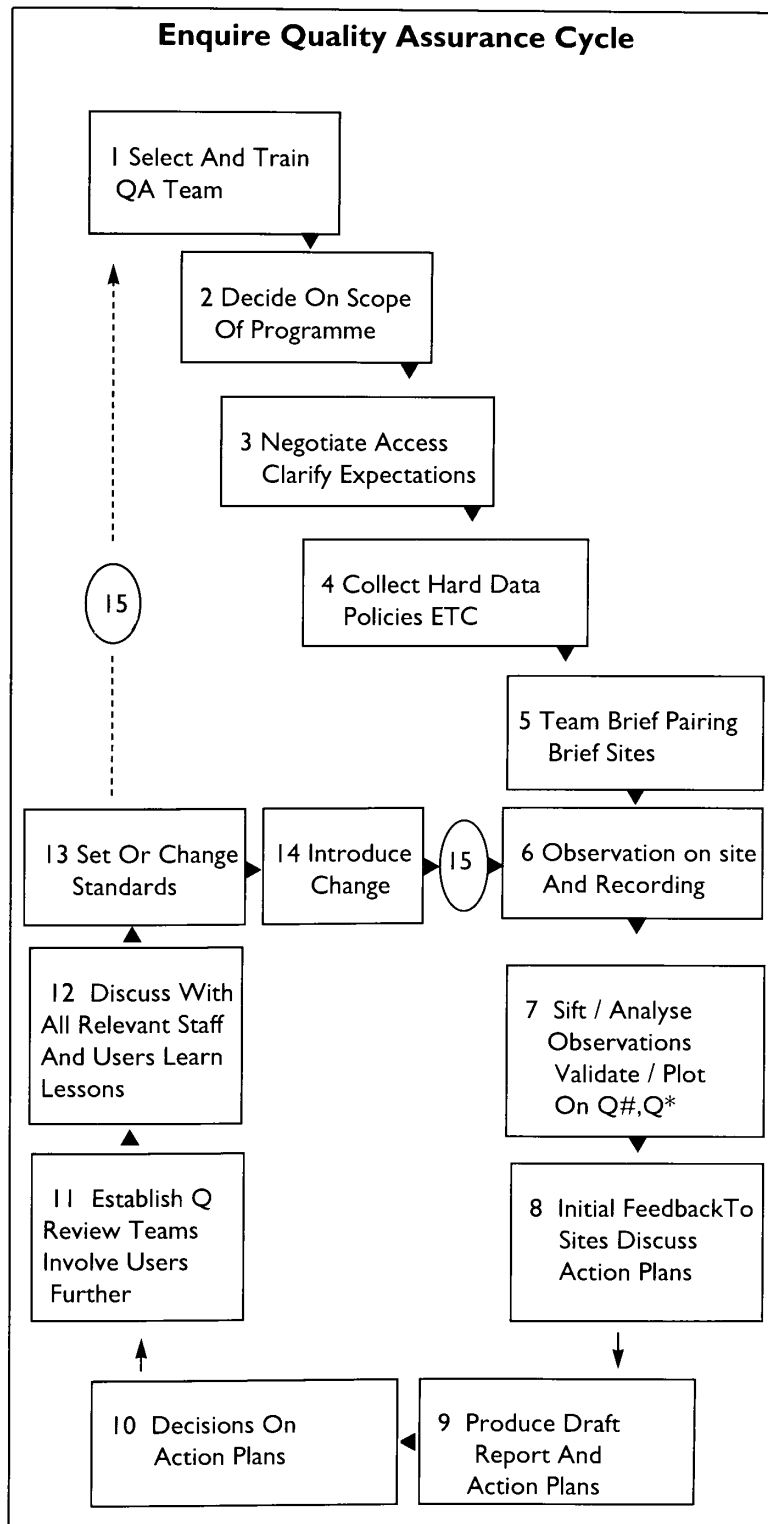 Enquire Quality Assurance Cycle
1 Select And Train
QA Team
2 Decide On Scope
Of Programme
3 Negotiate Access
Clarify Expectations
4 Collect Hard Data
Policies ETC
15
5 Team Brief Pairing
Brief Sites
13 Set Or Change
Standards
14 Introduce
Change
15
6 Observation on site
And Recording
7 Sift / Analyse
Observations
Validate / Plot
On Q#,Q*
8 Initial FeedbackTo
Sites Discuss
Action Plans
9 Produce Draft
Report And
Action Plans
10 Decisions On
Action Plans
11 Establish Q
Review Teams
Involve Users
Further
12 Discuss With
All Relevant Staff
And Users Learn
Lessons